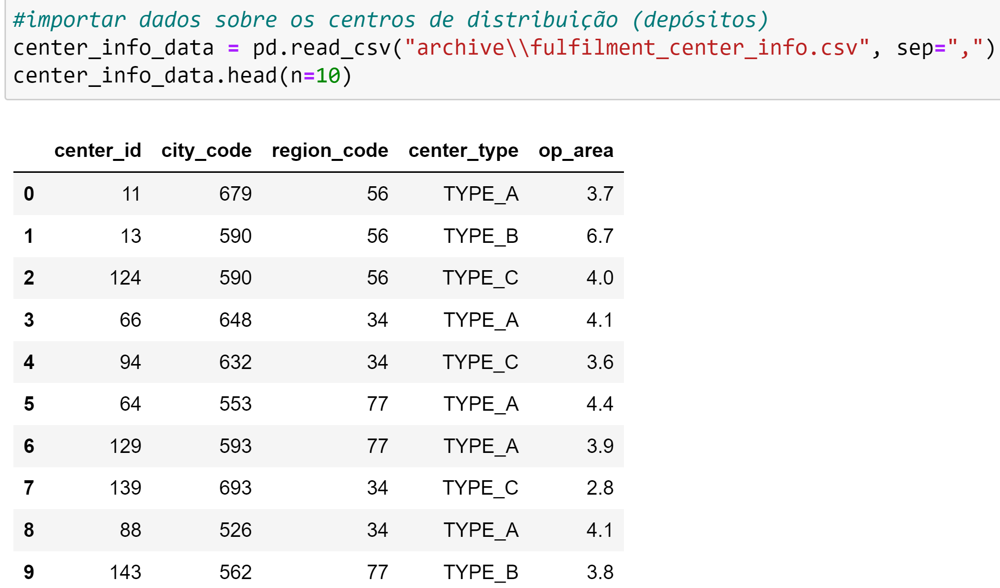 #importar dados sobre os centros de distribuição (depósitos)
center_info_data = pd.read_csv("archive\\fulfilment_center_info.csv", sep=",")
center_info_data.head(n=10)
center_id city_code region_code center_type op_area
0 11 679 56 TYPE_A 3.7
1 13 590 56 TYPE_B 6.7
2 124 590 56 TYPE_C 4.0
3 66 648 34 TYPE_A 4.1
4 94 632 34 TYPE_C 3.6
5 64 553 77 TYPE_A 4.4
6 129 593 77 TYPE_A 3.9
7 139 693 34 TYPE_C 2.8
8 88 526 34 TYPE_A 4.1
9 143 562 77 TYPE_B 3.8